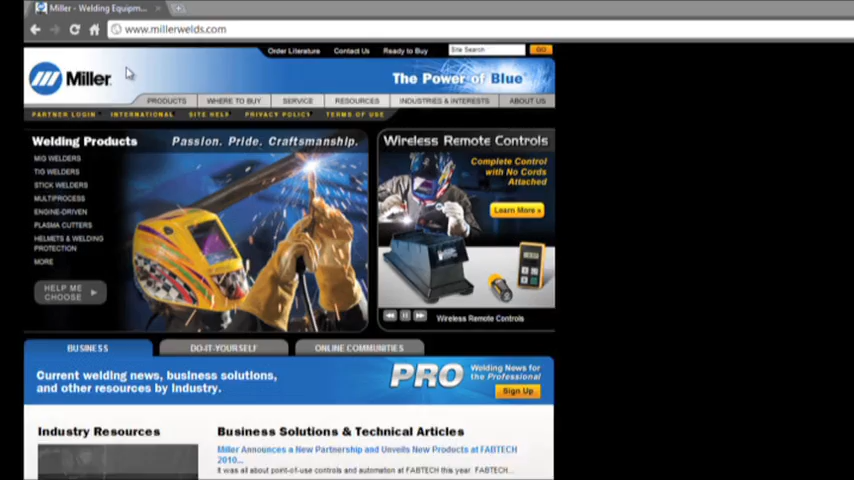 Miller - Welding Equipm...
www.millerwelds.com
Order Literature Contact Us Ready to Buy Site Search GO
Miller
The Power of Blue
PRODUCTS WHERE TO BUY SERVICE RESOURCES INDUSTRIES & INTERESTS ABOUT US
PARTNER LOGIN INTERNATIONAL SITE HELP PRIVACY POLICY TERMS OF USE
Welding Products
Passion. Pride. Craftsmanship.
MIG WELDERS
TIG WELDERS
STICK WELDERS
MULTIPROCESS
ENGINE-DRIVEN
PLASMA CUTTERS
HELMETS & WELDING
PROTECTION
MORE
HELP ME
CHOOSE
Wireless Remote Controls
Complete Control
with No Cords
Attached
Learn More »
Wireless Remote Controls
BUSINESS DO-IT-YOURSELF ONLINE COMMUNITIES
Current welding news, business solutions,
and other resources by Industry.
PRO
Welding News for
the Professional
Sign Up
Industry Resources
Business Solutions & Technical Articles
Miller Announces a New Partnership and Unveils New Products at FABTECH
2010...
It was all about point-of-use controls and automation at FABTECH this year. FABTECH...